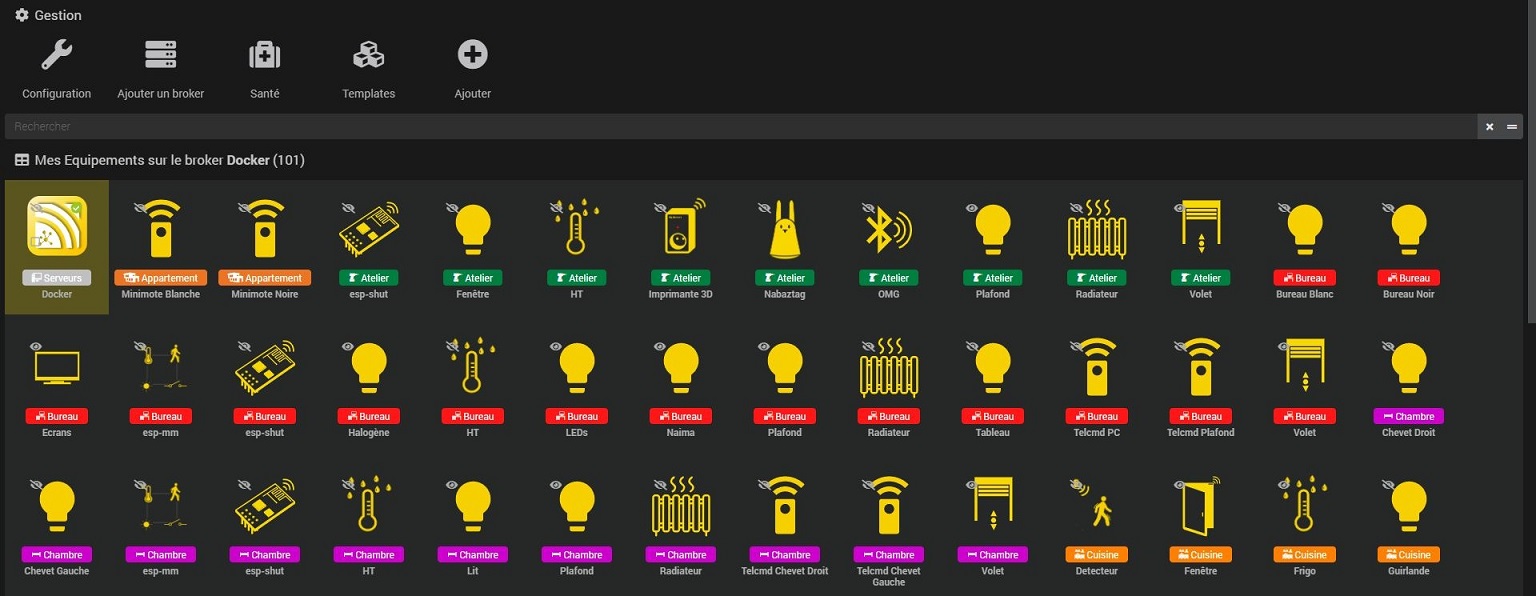 Gestion
Configuration Ajouter un broker Santé Templates Ajouter
Rechercher
Mes Equipements sur le broker Docker (101)
Serveurs Appartement Appartement Atelier Atelier Atelier Atelier Atelier Atelier Atelier Atelier Atelier Bureau Bureau
Docker Minimote Blanche Minimote Noire esp-shut Fenêtre HT Imprimante 3D Nabaztag OMG Plafond Radiateur Volet Bureau Blanc Bureau Noir
Bureau Bureau Bureau Bureau Bureau Bureau Bureau Bureau Bureau Bureau Bureau Bureau Bureau Chambre
Ecrans esp-mm esp-shut Halogène HT LEDs Naima Plafond Radiateur Tableau Telcmd PC Telcmd Plafond Volet Chevet Droit
Chambre Chambre Chambre Chambre Chambre Chambre Chambre Chambre Chambre Chambre Cuisine Cuisine Cuisine Cuisine
Chevet Gauche esp-mm esp-shut HT Lit Plafond Radiateur Telcmd Chevet Droit Telcmd Chevet Volet Detecteur Fenêtre Frigo Guirlande
Gauche